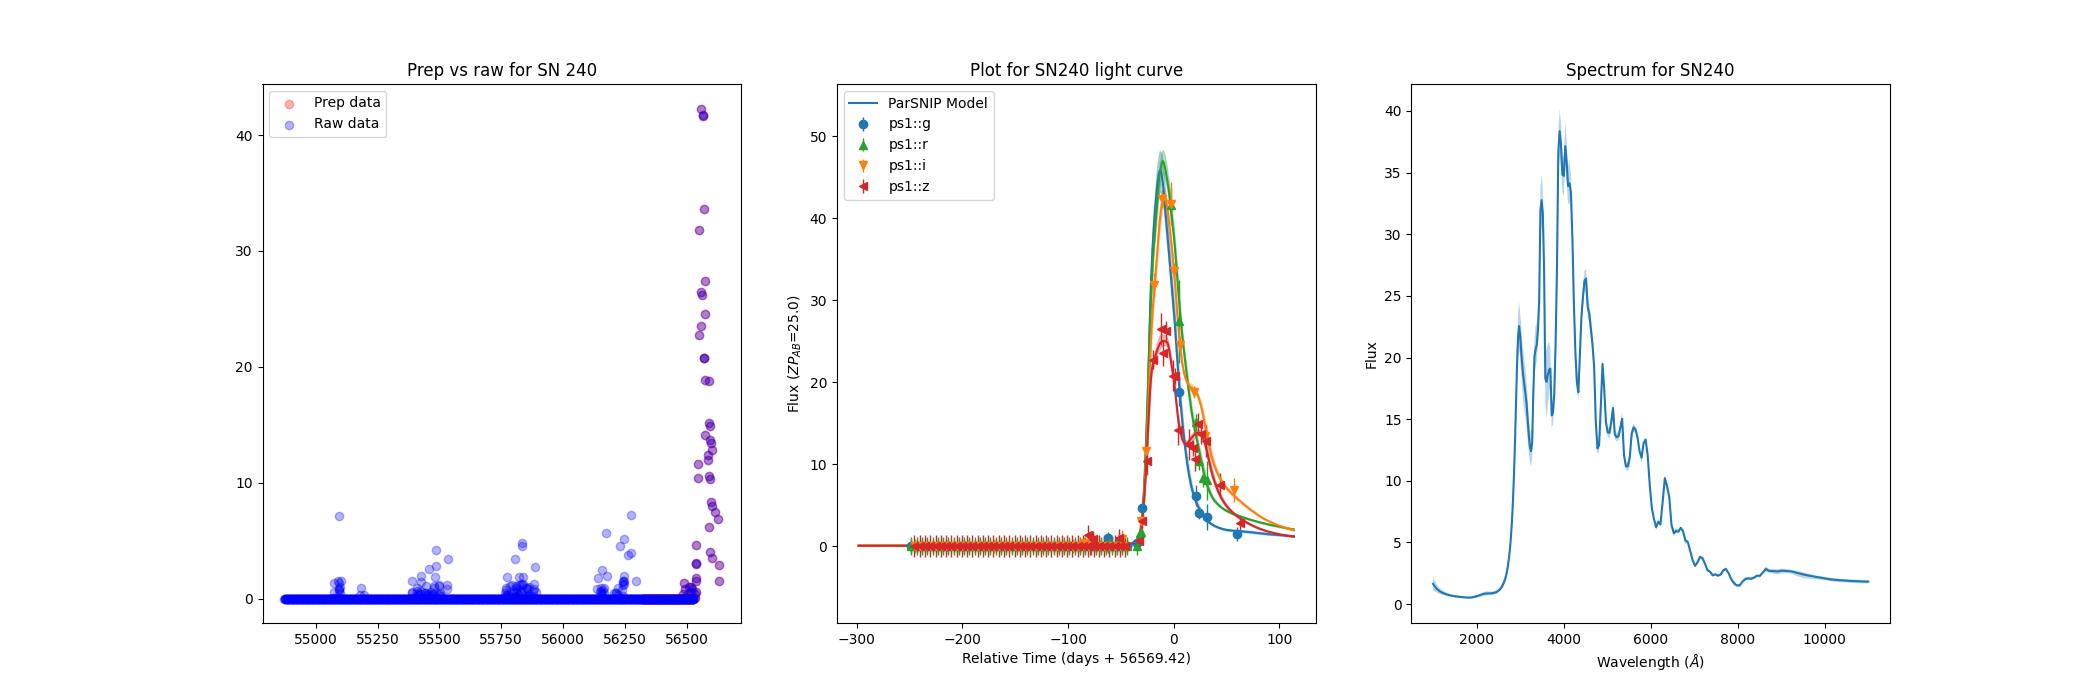 Prep vs raw for SN 240
Prep data
Raw data
40
30
20
10
0
55000 55250 55500 55750 56000 56250 56500
Plot for SN240 light curve
ParSNIP Model
ps1::g
ps1::r
ps1::i
ps1::z
50
40
30
20
10
0
Flux (ZP_AB=25.0)
−300 −200 −100 0 100
Relative Time (days + 56569.42)
Spectrum for SN240
40
35
30
25
20
15
10
5
0
Flux
2000 4000 6000 8000 10000
Wavelength (Å)